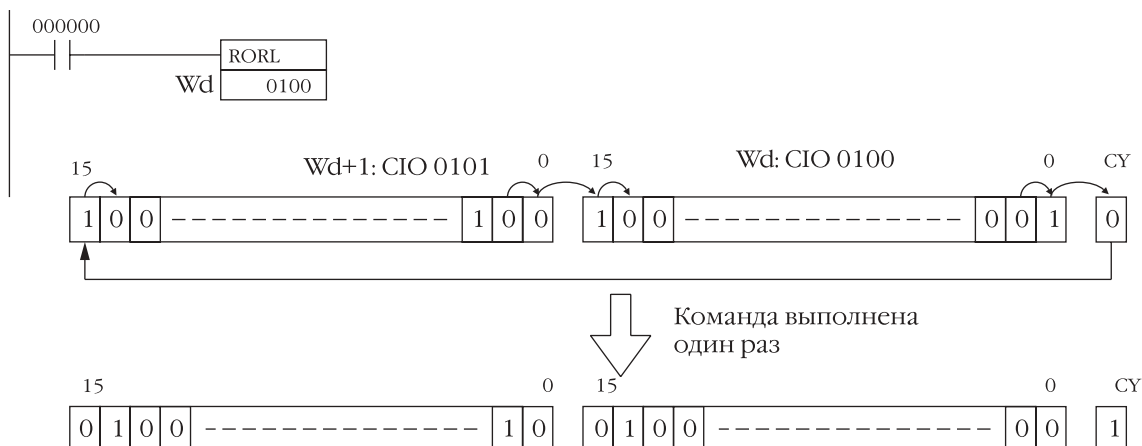 000000
RORL
Wd 0100
15 Wd+1: CIO 0101 0 15 Wd: CIO 0100 0 CY
1 0 0 1 0 0 1 0 0 0 0 1 0
Команда выполнена
один раз
15 0 15 0 CY
0 1 0 0 1 0 0 1 0 0 0 0 1